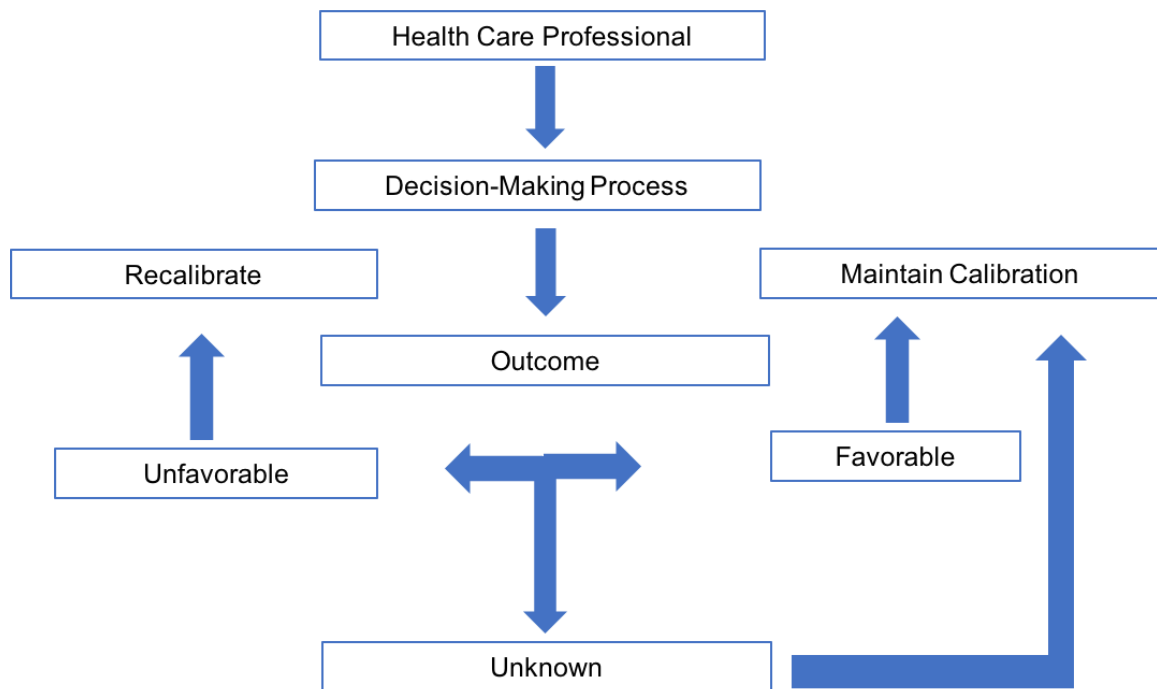 Health Care Professional
Decision-Making Process
Recalibrate
Maintain Calibration
Outcome
Unfavorable
Favorable
Unknown